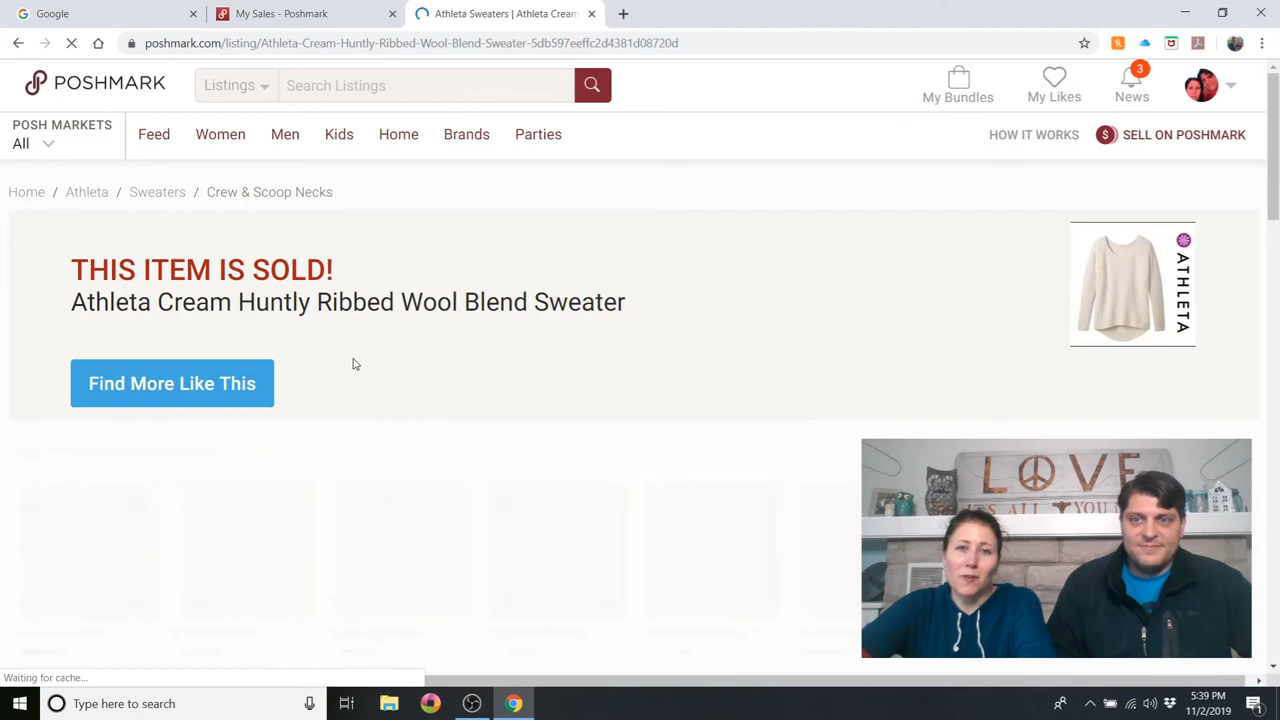 Google
My Sales - Poshmark
Athleta Sweaters | Athleta Cream
poshmark.com/listing/Athleta-Cream-Huntly-Ribbed-Wool-Blend-Sweater-5db597eeffc2d4381d08720d
POSHMARK
Listings
Search Listings
My Bundles
My Likes
3
News
POSH MARKETS
All
Feed
Women
Men
Kids
Home
Brands
Parties
HOW IT WORKS
$ SELL ON POSHMARK
Home / Athleta / Sweaters / Crew & Scoop Necks
THIS ITEM IS SOLD!
Athleta Cream Huntly Ribbed Wool Blend Sweater
ATHLETA
Find More Like This
LOVE
IT'S ALL YOU N
Waiting for cache...
Type here to search
5:39 PM
11/2/2019
1